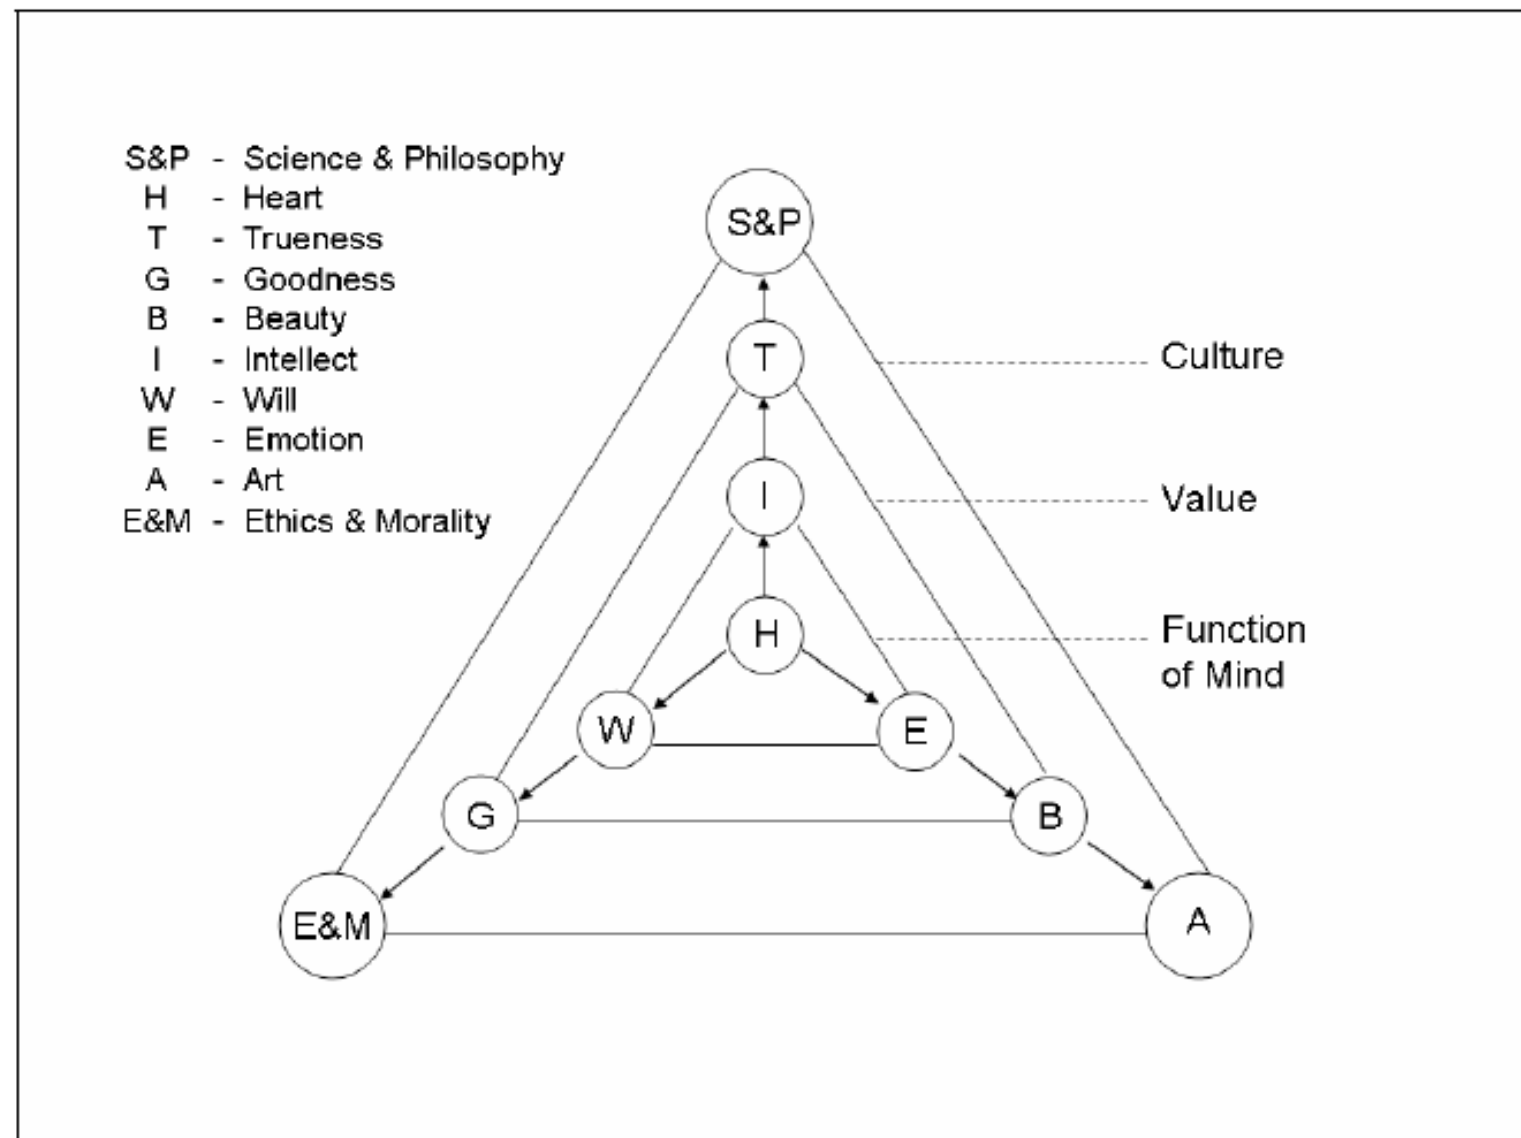 S&P - Science & Philosophy
H - Heart
T - Trueness
G - Goodness
B - Beauty
I - Intellect
W - Will
E - Emotion
A - Art
E&M - Ethics & Morality
S&P
T
Culture
I
Value
H
Function
of Mind
W
E
G
B
E&M
A